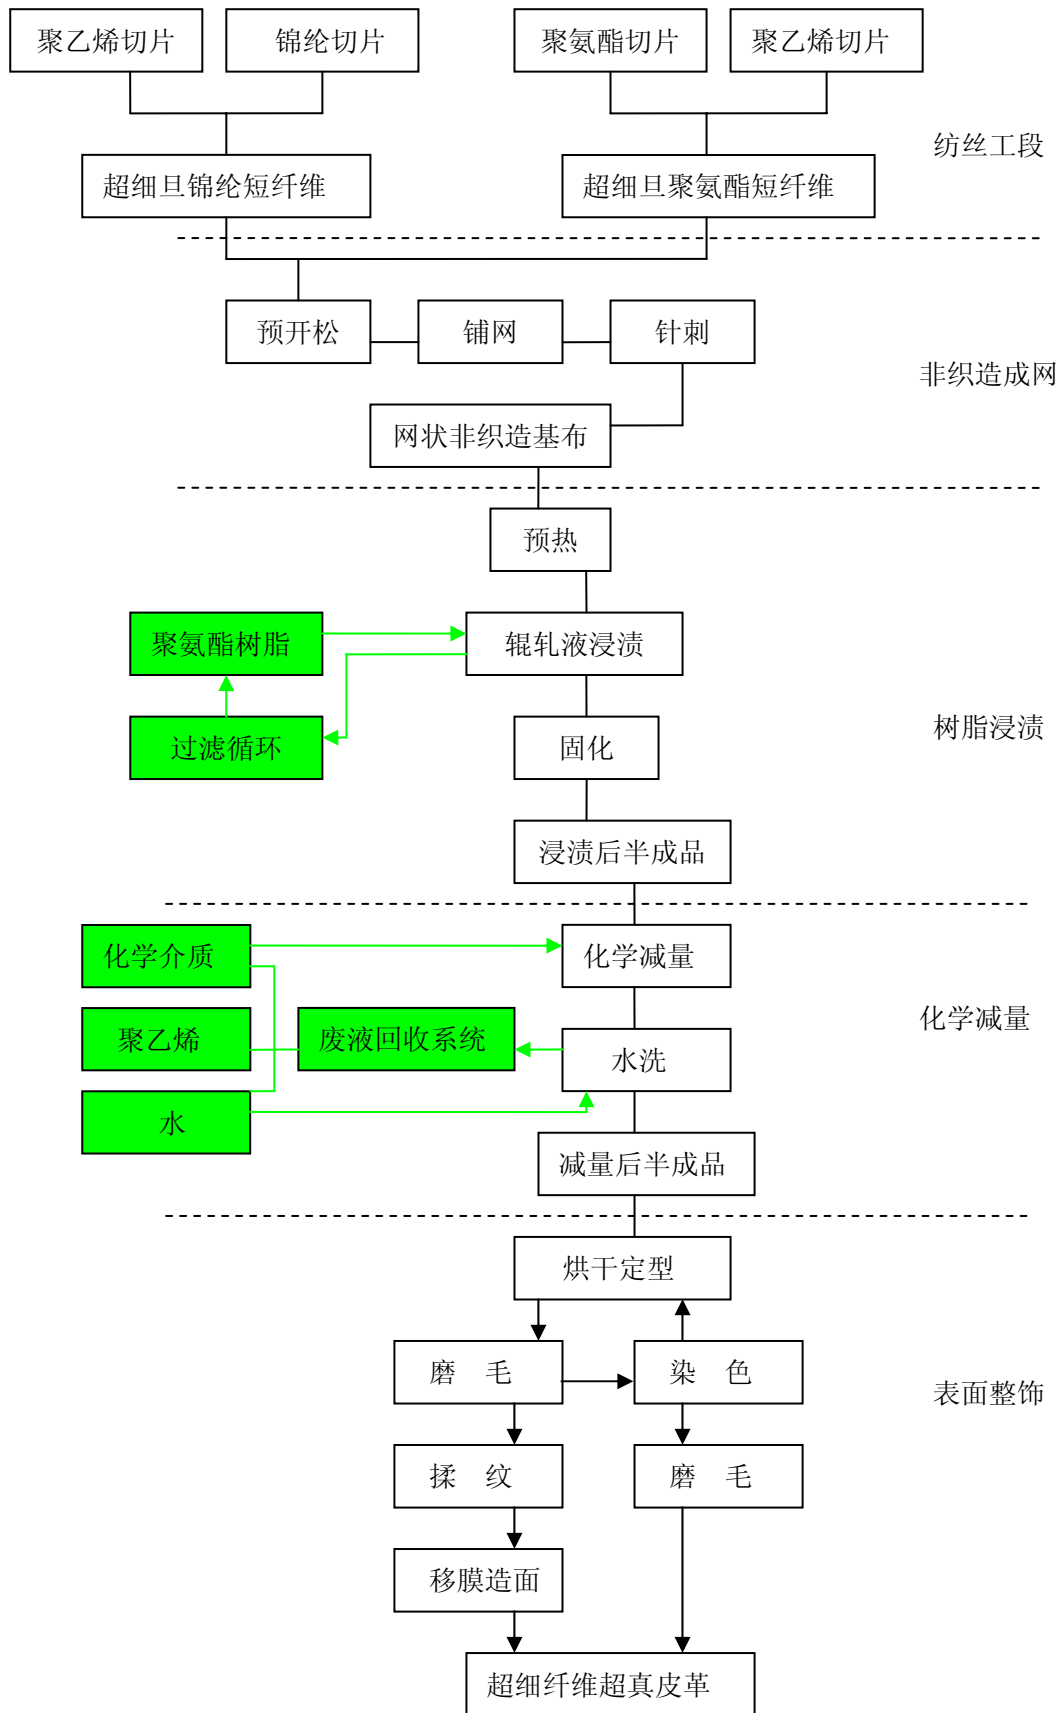 聚乙烯切片
锦纶切片
聚氨酯切片
聚乙烯切片
纺丝工段
超细旦锦纶短纤维
超细旦聚氨酯短纤维
预开松
铺网
针刺
非织造成网
网状非织造基布
预热
聚氨酯树脂
辊轧液浸渍
过滤循环
固化
树脂浸渍
浸渍后半成品
化学介质
化学减量
化学减量
聚乙烯
废液回收系统
水洗
水
减量后半成品
烘干定型
磨 毛
染 色
表面整饰
揉 纹
磨 毛
移膜造面
超细纤维超真皮革